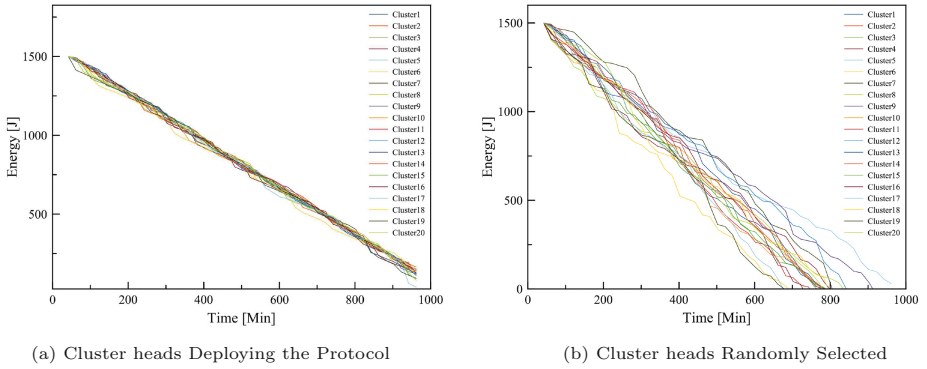 Energy [J]
1500
1000
500
0
200
400
600
800
1000
Time [Min]
Cluster1
Cluster2
Cluster3
Cluster4
Cluster5
Cluster6
Cluster7
Cluster8
Cluster9
Cluster10
Cluster11
Cluster12
Cluster13
Cluster14
Cluster15
Cluster16
Cluster17
Cluster18
Cluster19
Cluster20
(a) Cluster heads Deploying the Protocol
Energy [J]
1500
1000
500
0
0
200
400
600
800
1000
Time [Min]
Cluster1
Cluster2
Cluster3
Cluster4
Cluster5
Cluster6
Cluster7
Cluster8
Cluster9
Cluster10
Cluster11
Cluster12
Cluster13
Cluster14
Cluster15
Cluster16
Cluster17
Cluster18
Cluster19
Cluster20
(b) Cluster heads Randomly Selected